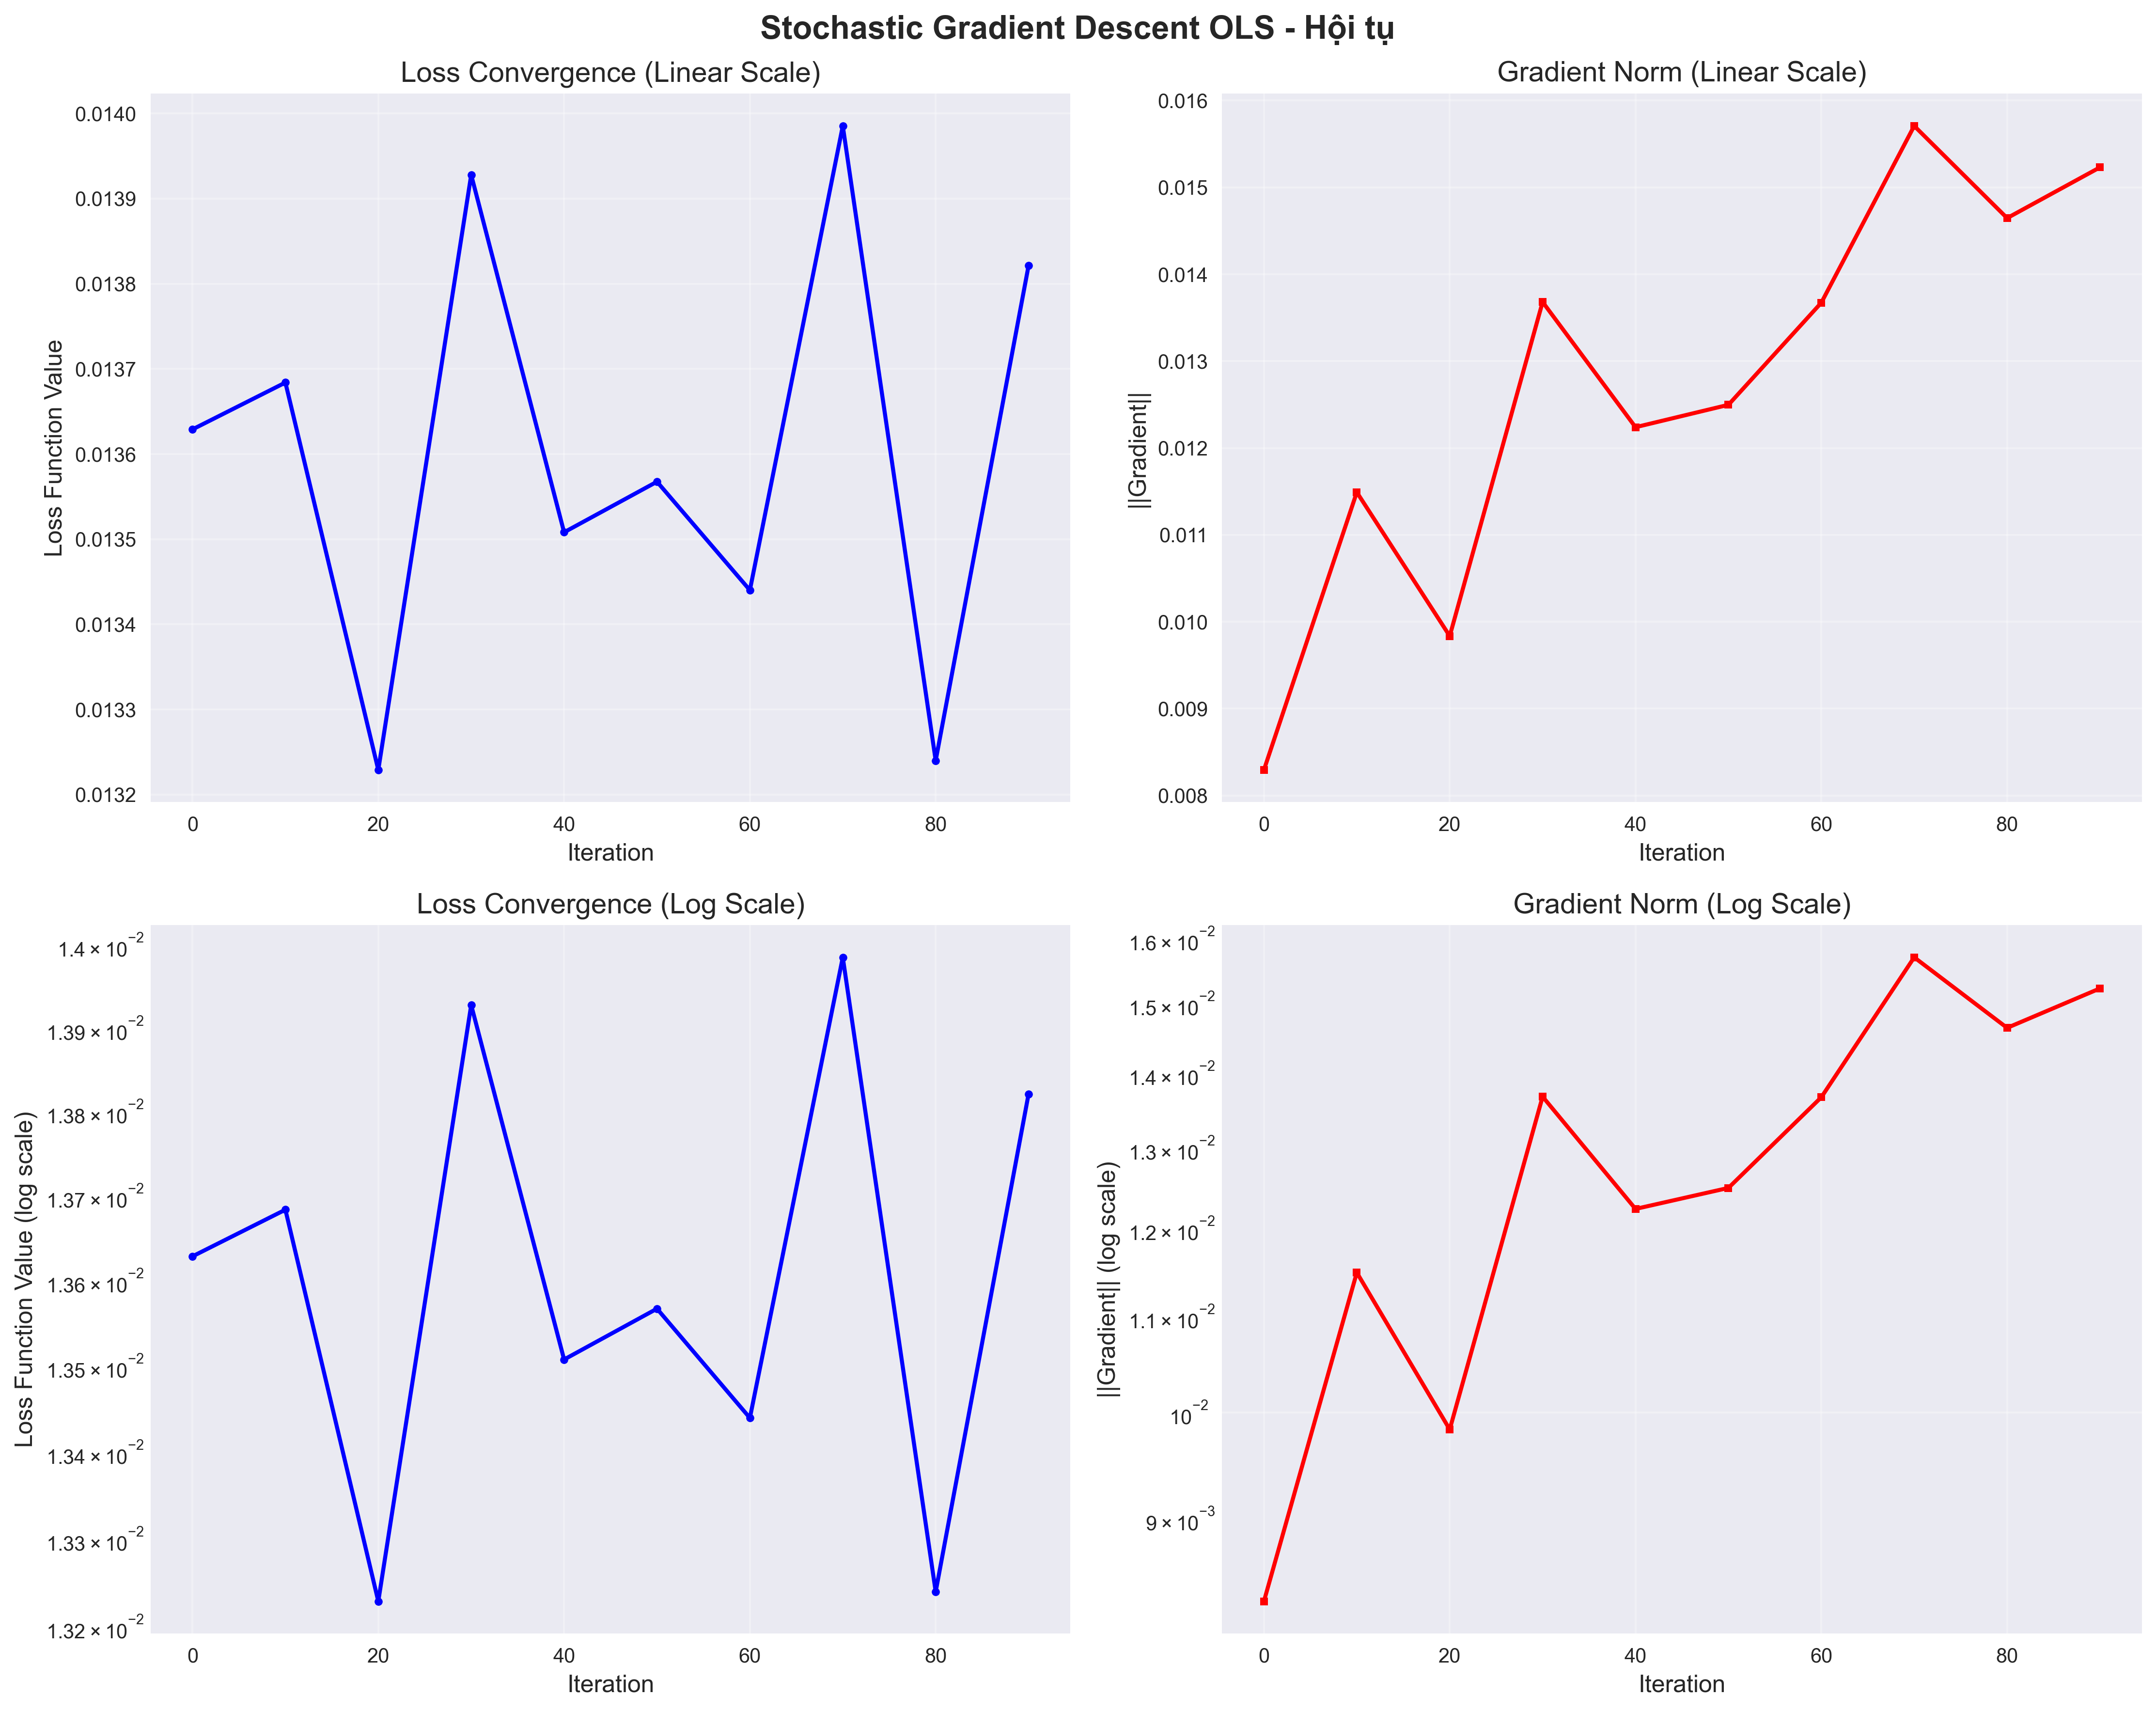 Stochastic Gradient Descent OLS - Hội tụ
Loss Convergence (Linear Scale)
Loss Function Value
0.0140
0.0139
0.0138
0.0137
0.0136
0.0135
0.0134
0.0133
0.0132
0
20
40
60
80
Iteration
Gradient Norm (Linear Scale)
||Gradient||
0.016
0.015
0.014
0.013
0.012
0.011
0.010
0.009
0.008
0
20
40
60
80
Iteration
Loss Convergence (Log Scale)
Loss Function Value (log scale)
1.4 × 10⁻²
1.39 × 10⁻²
1.38 × 10⁻²
1.37 × 10⁻²
1.36 × 10⁻²
1.35 × 10⁻²
1.34 × 10⁻²
1.33 × 10⁻²
1.32 × 10⁻²
0
20
40
60
80
Iteration
Gradient Norm (Log Scale)
||Gradient|| (log scale)
1.6 × 10⁻²
1.5 × 10⁻²
1.4 × 10⁻²
1.3 × 10⁻²
1.2 × 10⁻²
1.1 × 10⁻²
10⁻²
9 × 10⁻³
0
20
40
60
80
Iteration